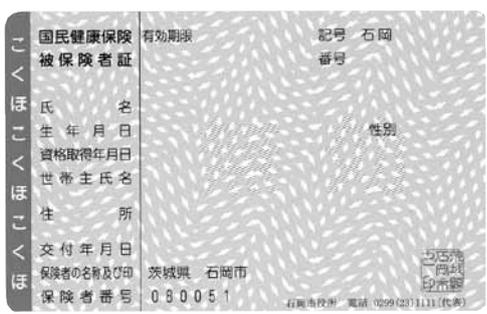 こくほこくほこくほこくほ
国民健康保険
被保険者証
有効期限
記号 石岡
番号
氏名
生年月日
性別
資格取得年月日
世帯主氏名
住所
交付年月日
保険者の名称及び印
茨城県 石岡市
保険者番号
080051
石岡市役所 電話 0299(23)1111(代表)